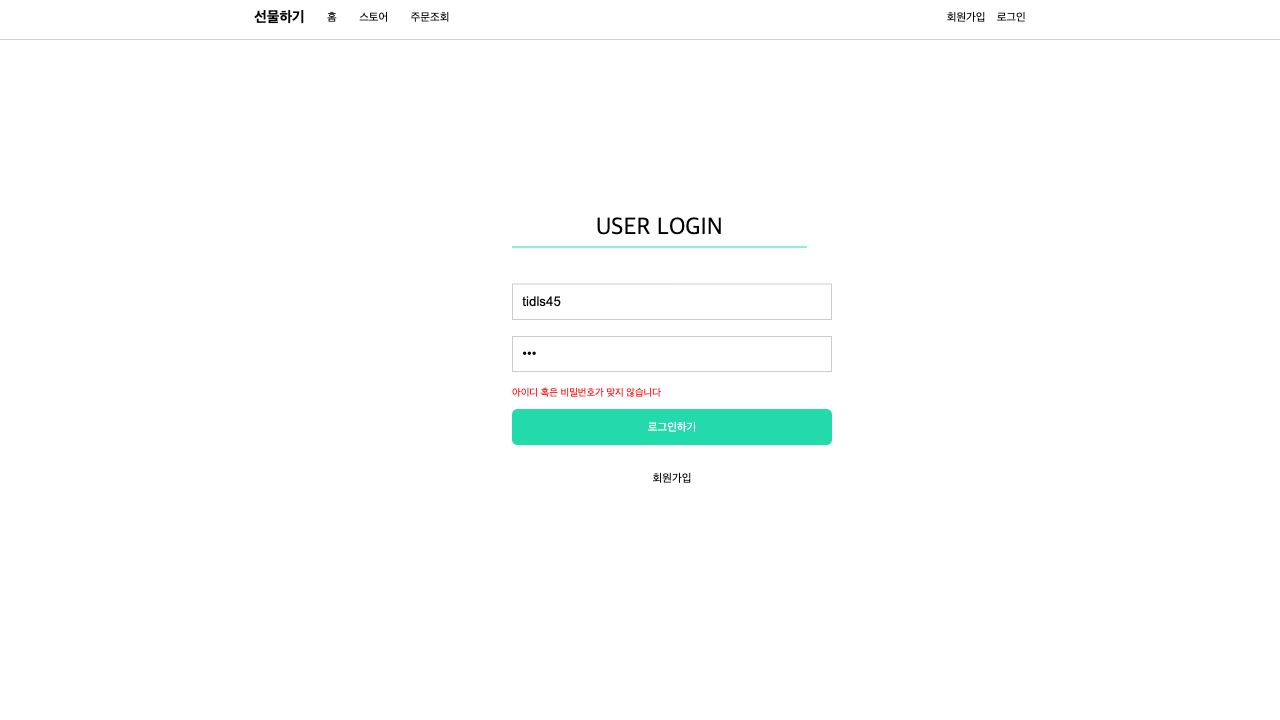 선물하기 홈 스토어 주문조회 회원가입 로그인
USER LOGIN
tidls45
•••
아이디 혹은 비밀번호가 맞지 않습니다
로그인하기
회원가입